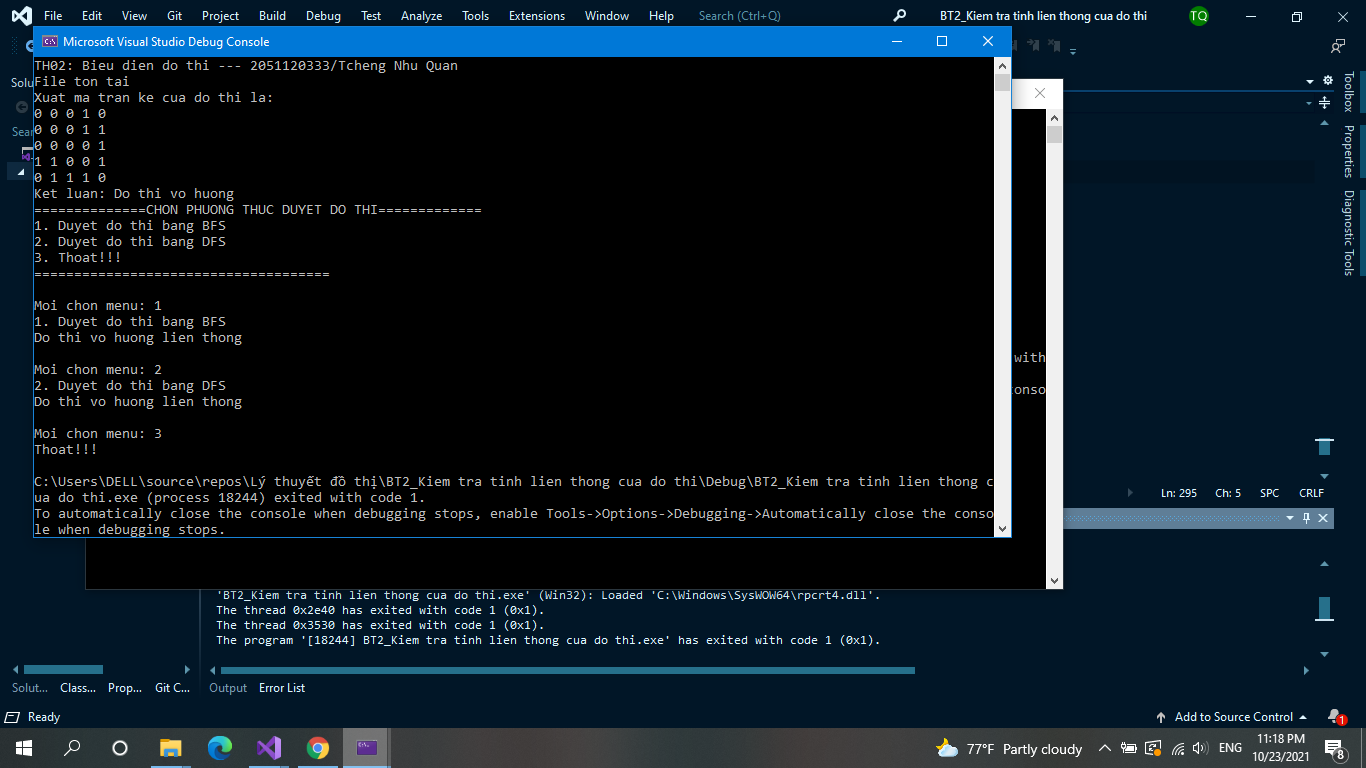 File Edit View Git Project Build Debug Test Analyze Tools Extensions Window Help Search (Ctrl+Q) BT2_Kiem tra tinh lien thong cua do thi TQ
Microsoft Visual Studio Debug Console
TH02: Bieu dien do thi --- 2051120333/Tcheng Nhu Quan
File ton tai
Xuat ma tran ke cua do thi la:
0 0 0 1 0
0 0 0 1 1
0 0 0 0 1
1 1 0 0 1
0 1 1 1 0
Ket luan: Do thi vo huong
==============CHON PHUONG THUC DUYET DO THI=============
1. Duyet do thi bang BFS
2. Duyet do thi bang DFS
3. Thoat!!!
=====================================
Moi chon menu: 1
1. Duyet do thi bang BFS
Do thi vo huong lien thong
Moi chon menu: 2
2. Duyet do thi bang DFS
Do thi vo huong lien thong
Moi chon menu: 3
Thoat!!!
C:\Users\DELL\source\repos\Lý thuyết đồ thị\BT2_Kiem tra tinh lien thong cua do thi\Debug\BT2_Kiem tra tinh lien thong c
ua do thi.exe (process 18244) exited with code 1.
To automatically close the console when debugging stops, enable Tools->Options->Debugging->Automatically close the conso
le when debugging stops.
Solu
Sear
with
conso
Toolbox
Properties
Diagnostic Tools
Ln: 295 Ch: 5 SPC CRLF
'BT2_Kiem tra tinh lien thong cua do thi.exe' (Win32): Loaded 'C:\Windows\SysWOW64\rpcrt4.dll'.
The thread 0x2e40 has exited with code 1 (0x1).
The thread 0x3530 has exited with code 1 (0x1).
The program '[18244] BT2_Kiem tra tinh lien thong cua do thi.exe' has exited with code 1 (0x1).
Solut... Class... Prop... Git C... Output Error List
Ready Add to Source Control 1
77°F Partly cloudy ENG 11:18 PM
10/23/2021 8